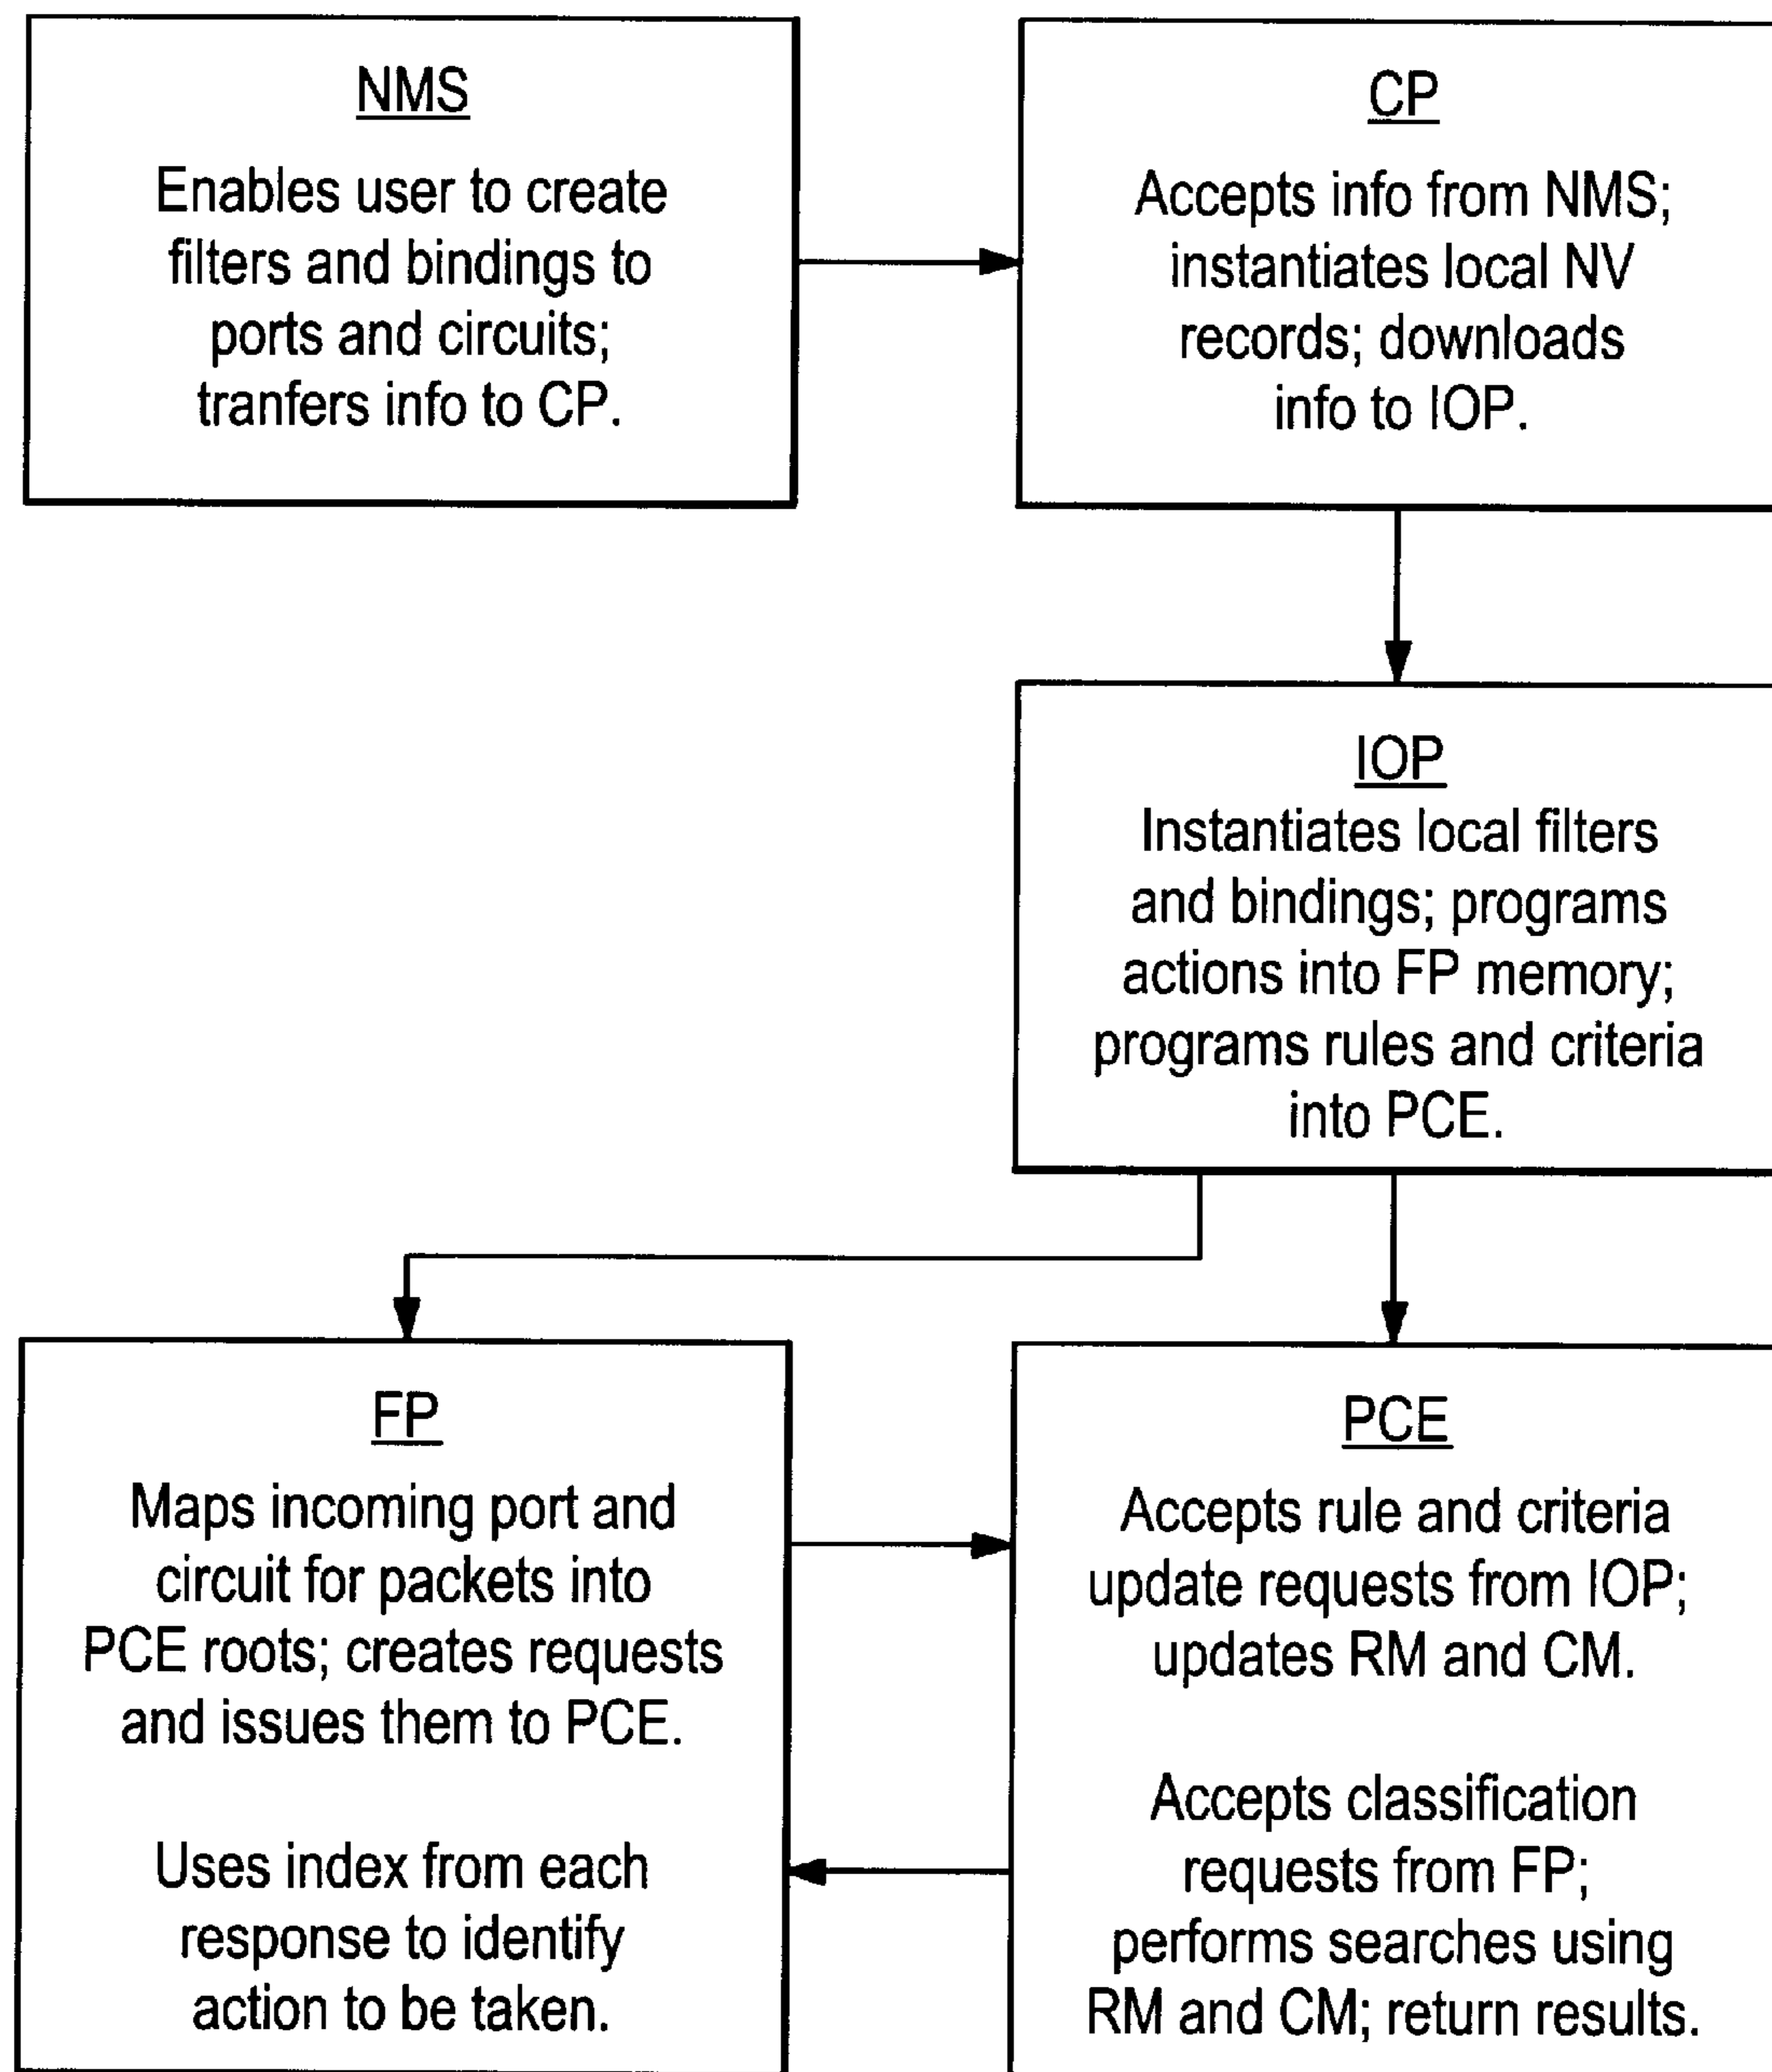 NMS
Enables user to create
filters and bindings to
ports and circuits;
tranfers info to CP.
CP
Accepts info from NMS;
instantiates local NV
records; downloads
info to IOP.
IOP
Instantiates local filters
and bindings; programs
actions into FP memory;
programs rules and criteria
into PCE.
FP
Maps incoming port and
circuit for packets into
PCE roots; creates requests
and issues them to PCE.
Uses index from each
response to identify
action to be taken.
PCE
Accepts rule and criteria
update requests from IOP;
updates RM and CM.
Accepts classification
requests from FP;
performs searches using
RM and CM; return results.